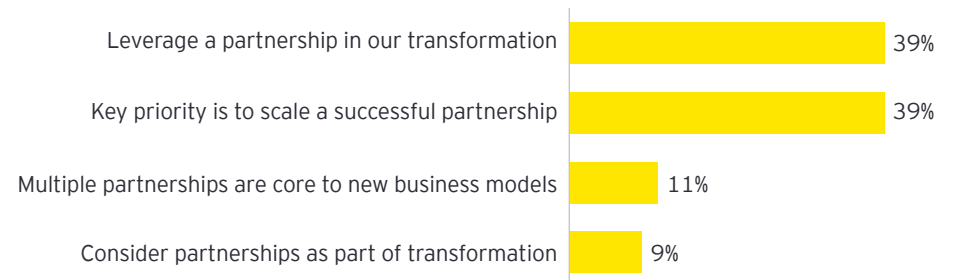 Leverage a partnership in our transformation 39%
Key priority is to scale a successful partnership 39%
Multiple partnerships are core to new business models 11%
Consider partnerships as part of transformation 9%